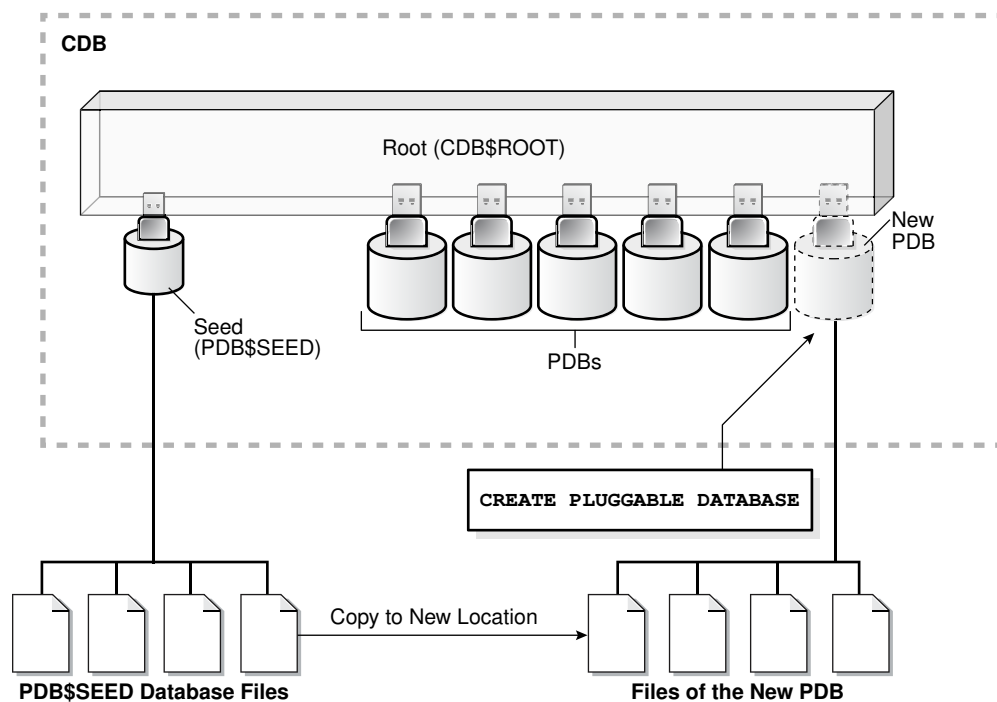 CDB
Root (CDB$ROOT)
New
PDB
Seed
(PDB$SEED)
PDBs
CREATE PLUGGABLE DATABASE
Copy to New Location
PDB$SEED Database Files
Files of the New PDB